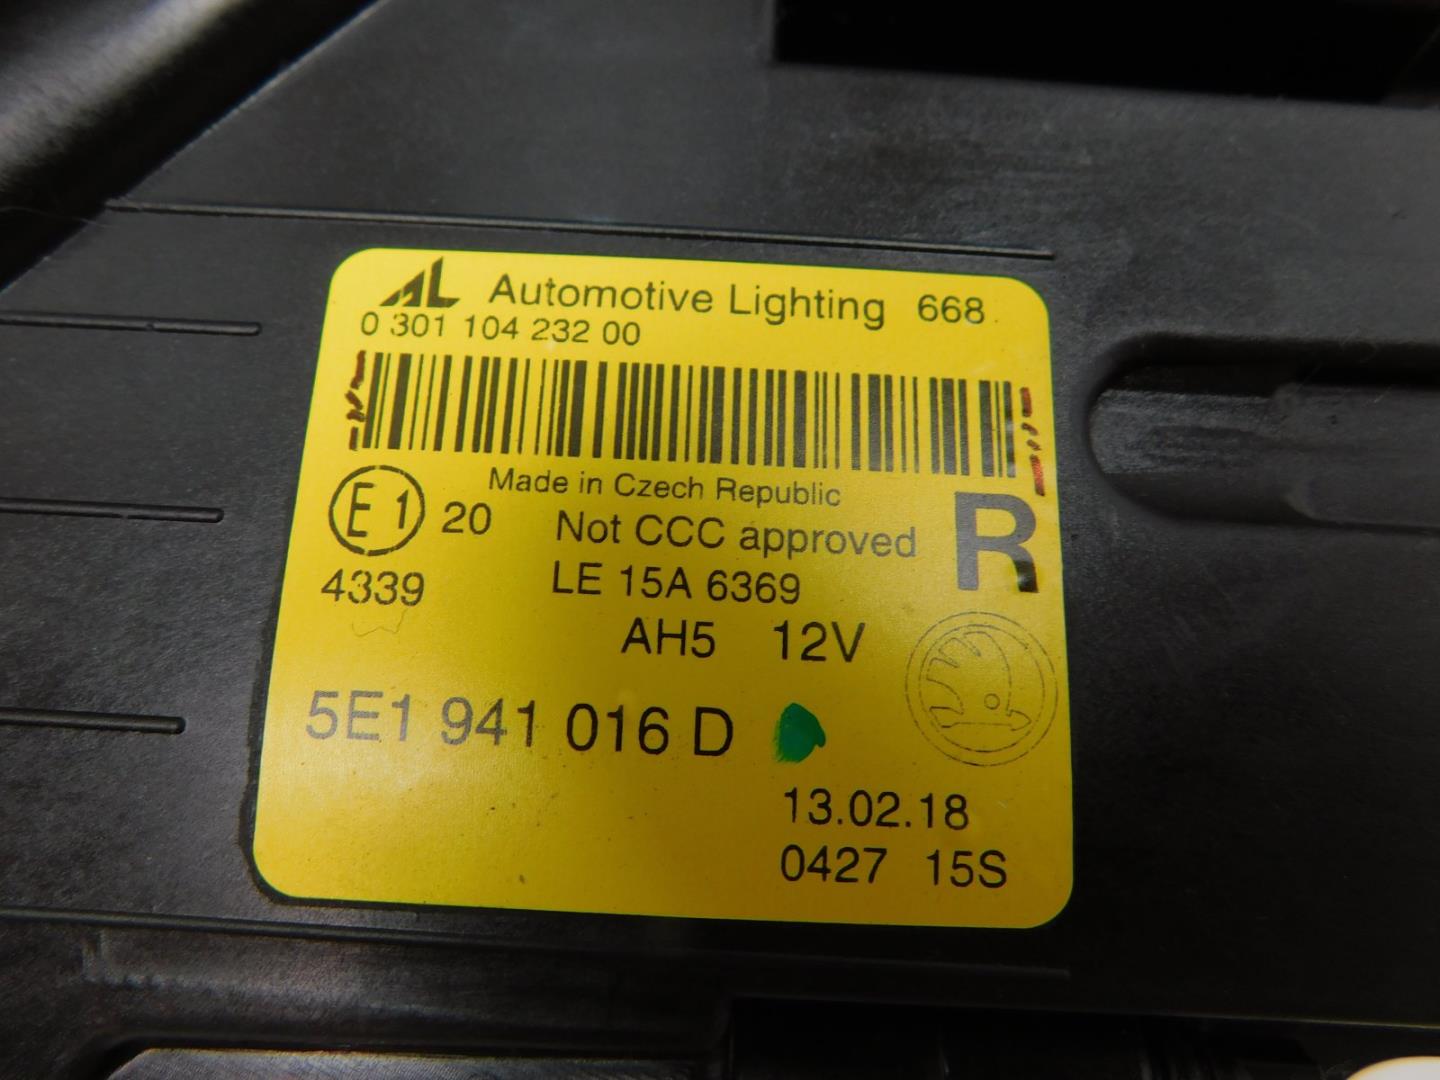 AL Automotive Lighting 668
0 301 104 232 00
Made in Czech Republic
E1 20 Not CCC approved R
4339 LE 15A 6369
AH5 12V
5E1 941 016 D
13.02.18
0427 15S